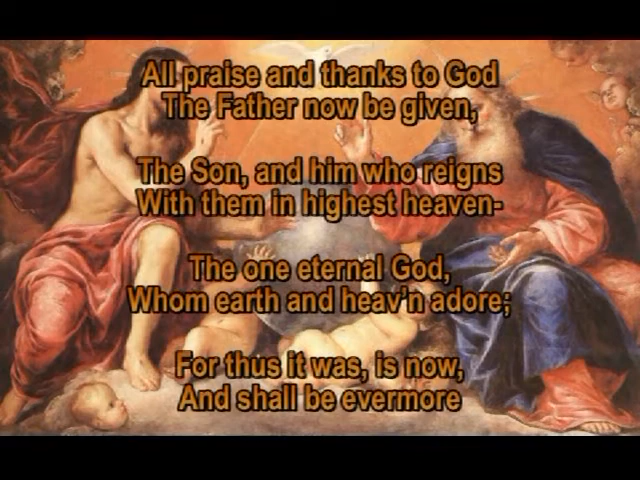 All praise and thanks to God
The Father now be given,
The Son, and him who reigns
With them in highest heaven-
The one eternal God,
Whom earth and heav'n adore;
For thus it was, is now,
And shall be evermore